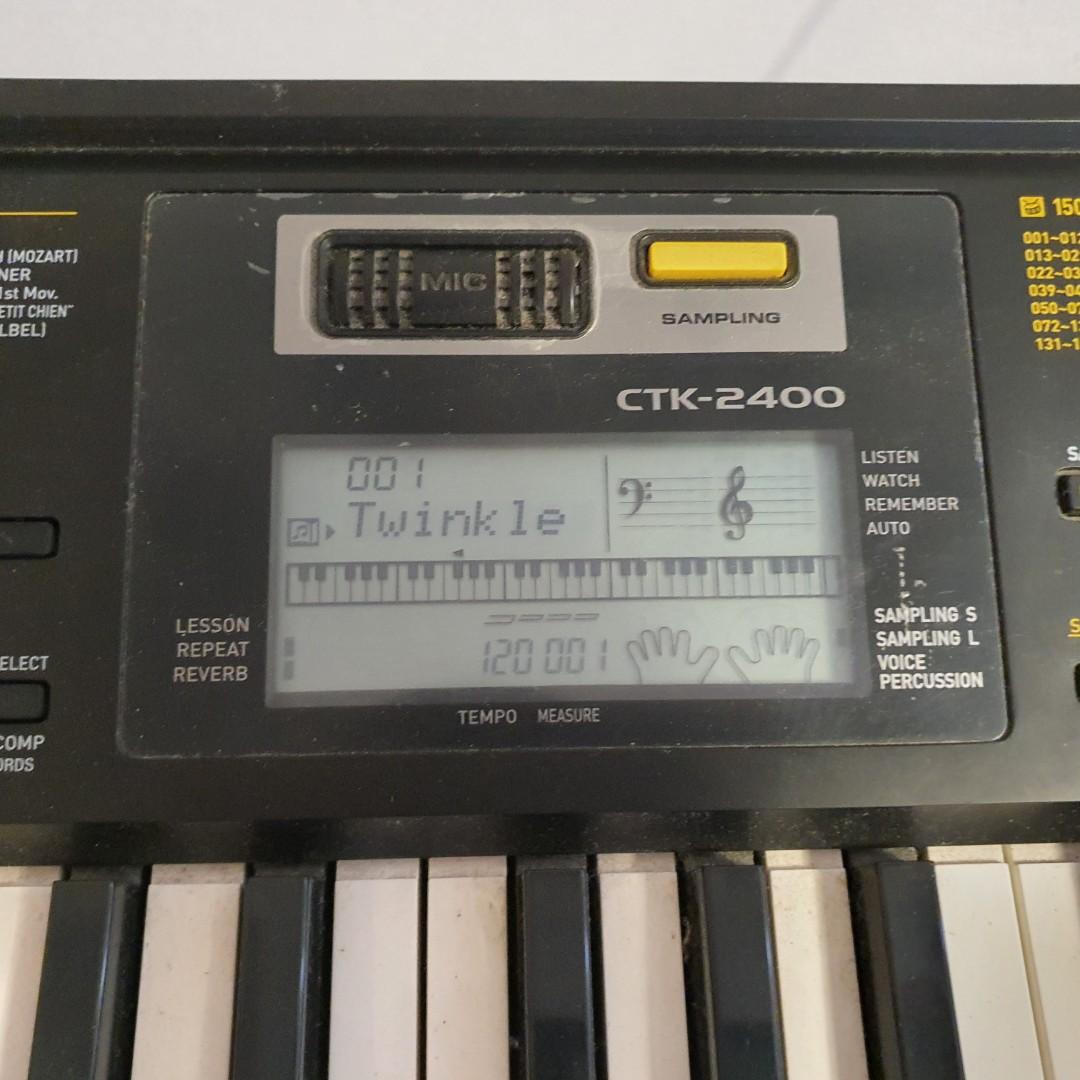 (MOZART)
NER
1st Mov.
ETIT CHIEN"
LBEL)
MIC
SAMPLING
CTK-2400
150
001~01
013~02
022~03
039~04
050~07
072~1
131~1
001
Twinkle
LISTEN
WATCH
REMEMBER
AUTO
LESSON
REPEAT
REVERB
120 001
TEMPO MEASURE
SAMPLING S
SAMPLING L
VOICE
PERCUSSION
ELECT
COMP
ORDS